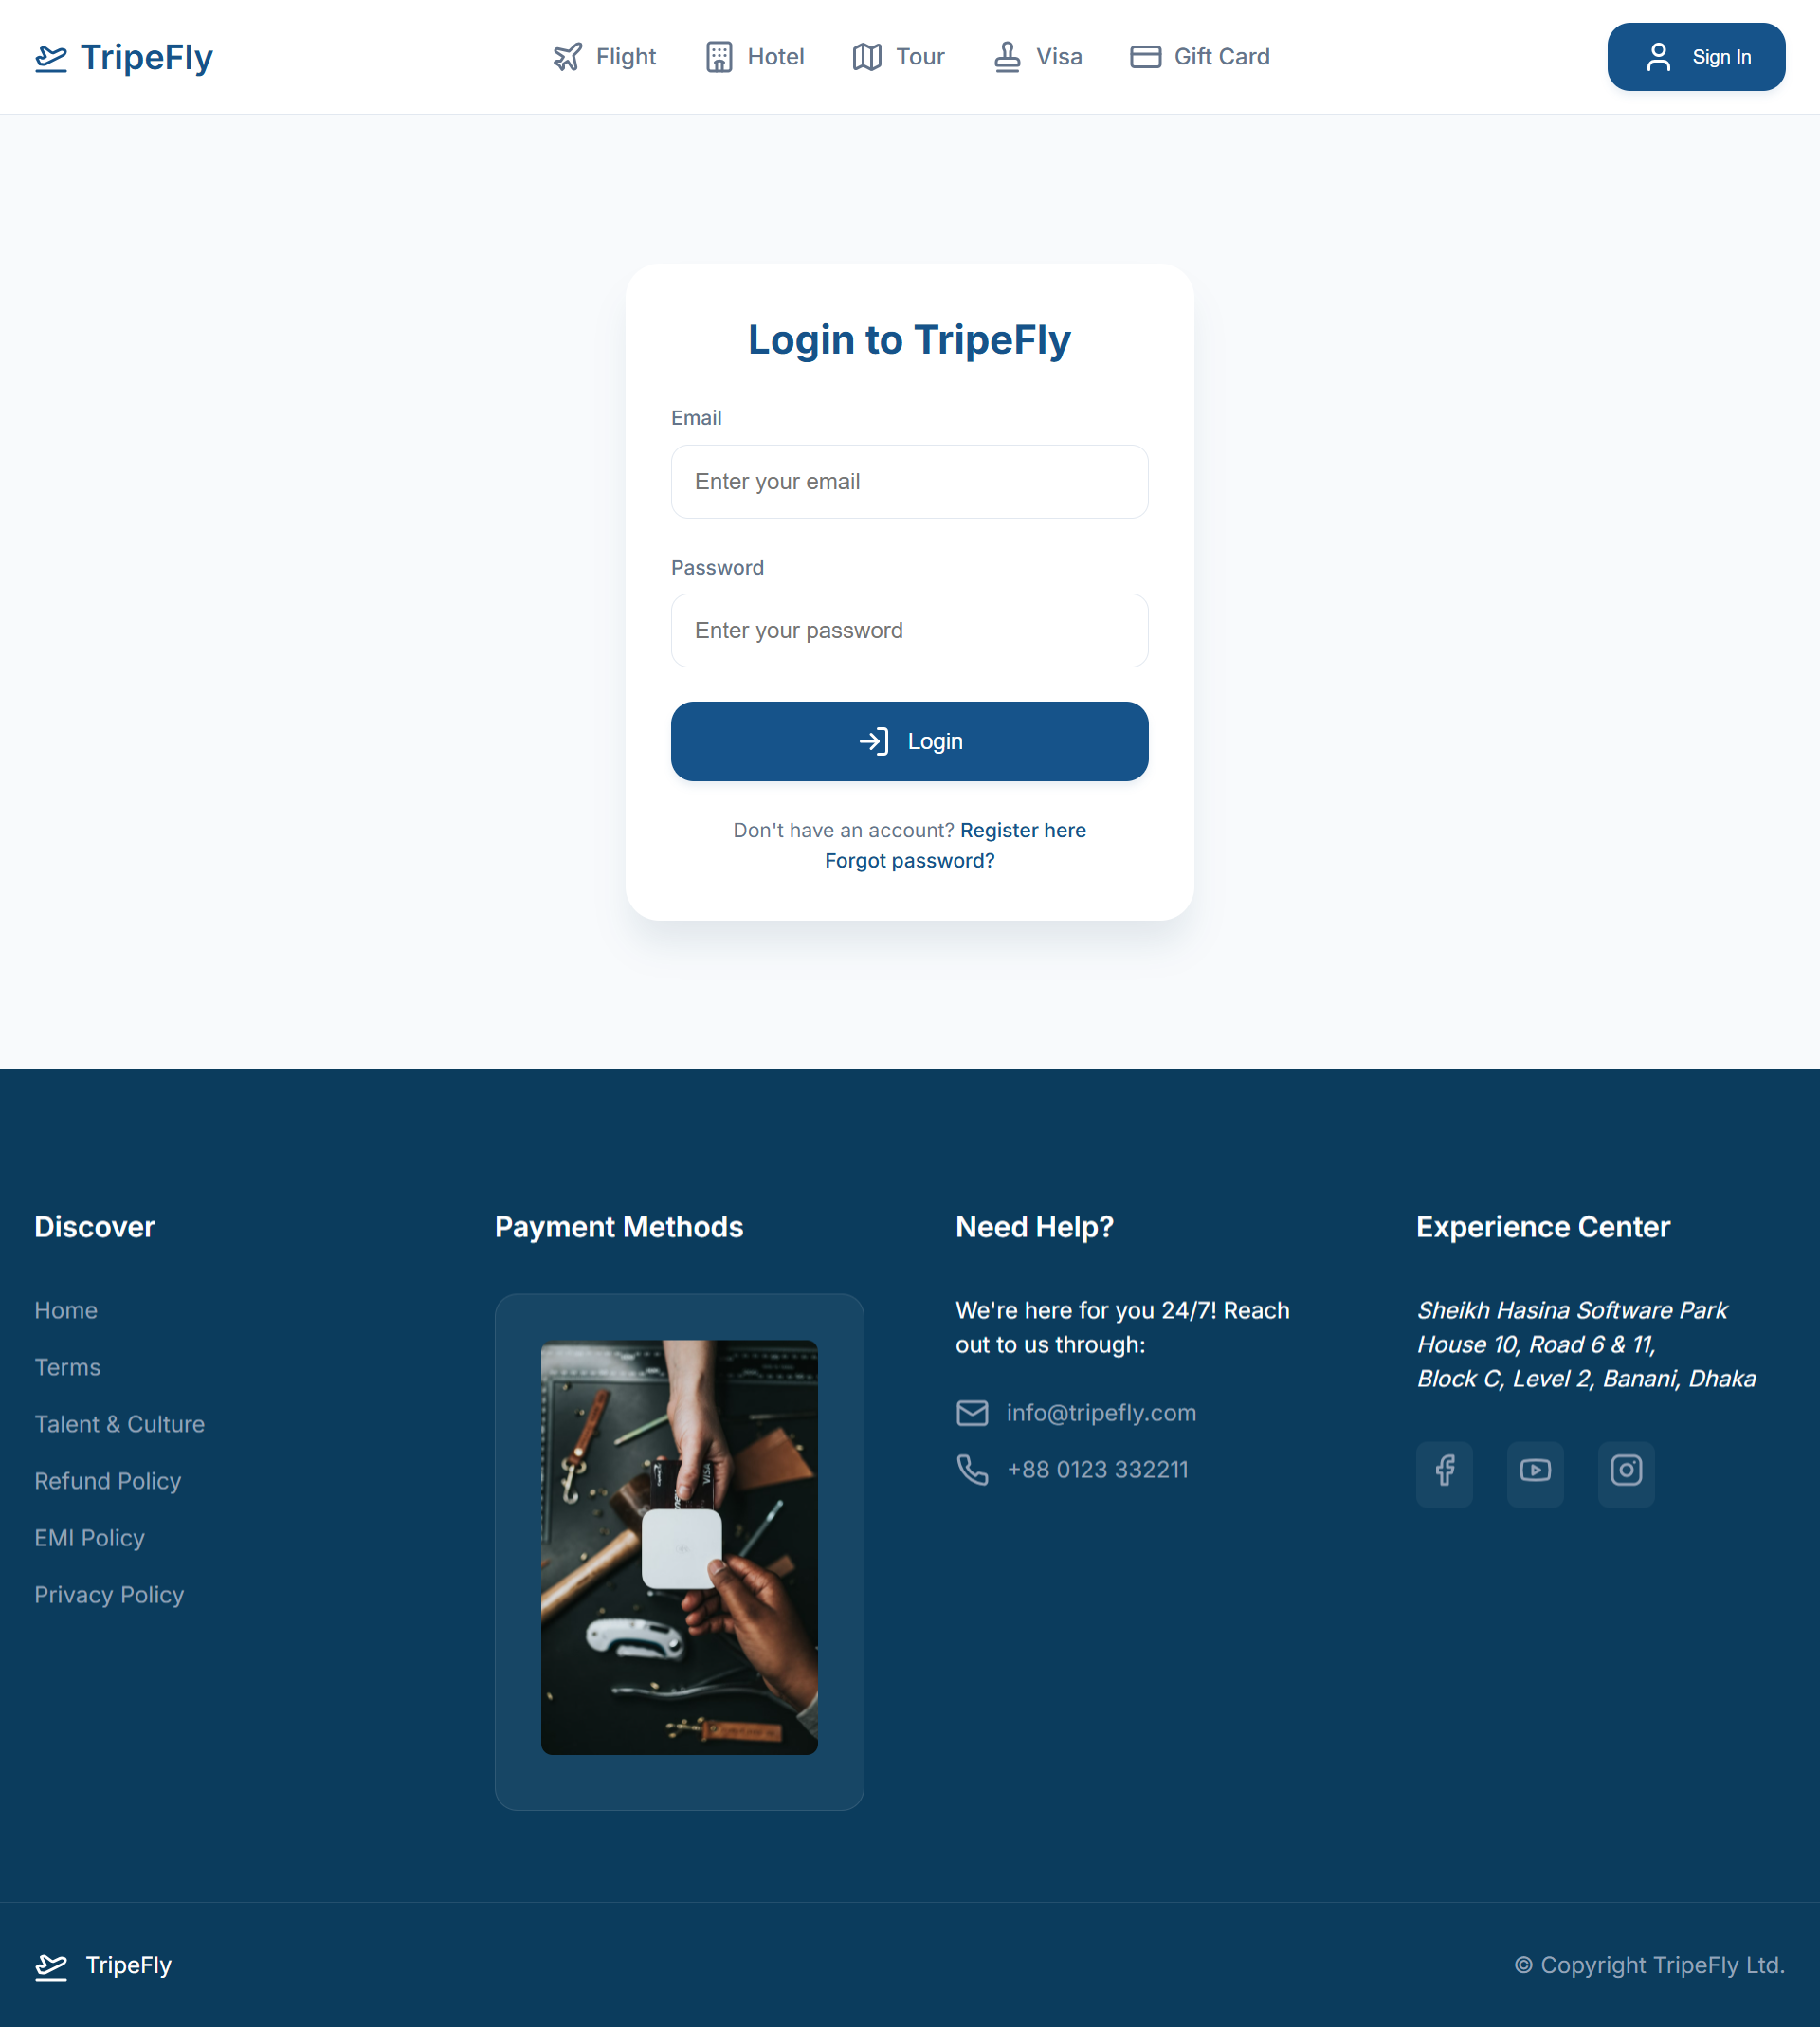 TripeFly
Flight
Hotel
Tour
Visa
Gift Card
Sign In
Login to TripeFly
Email
Enter your email
Password
Enter your password
Login
Don't have an account? Register here
Forgot password?
Discover
Home
Terms
Talent & Culture
Refund Policy
EMI Policy
Privacy Policy
Payment Methods
VISA
Need Help?
We're here for you 24/7! Reach
out to us through:
info@tripefly.com
+88 0123 332211
Experience Center
Sheikh Hasina Software Park
House 10, Road 6 & 11,
Block C, Level 2, Banani, Dhaka
TripeFly
© Copyright TripeFly Ltd.